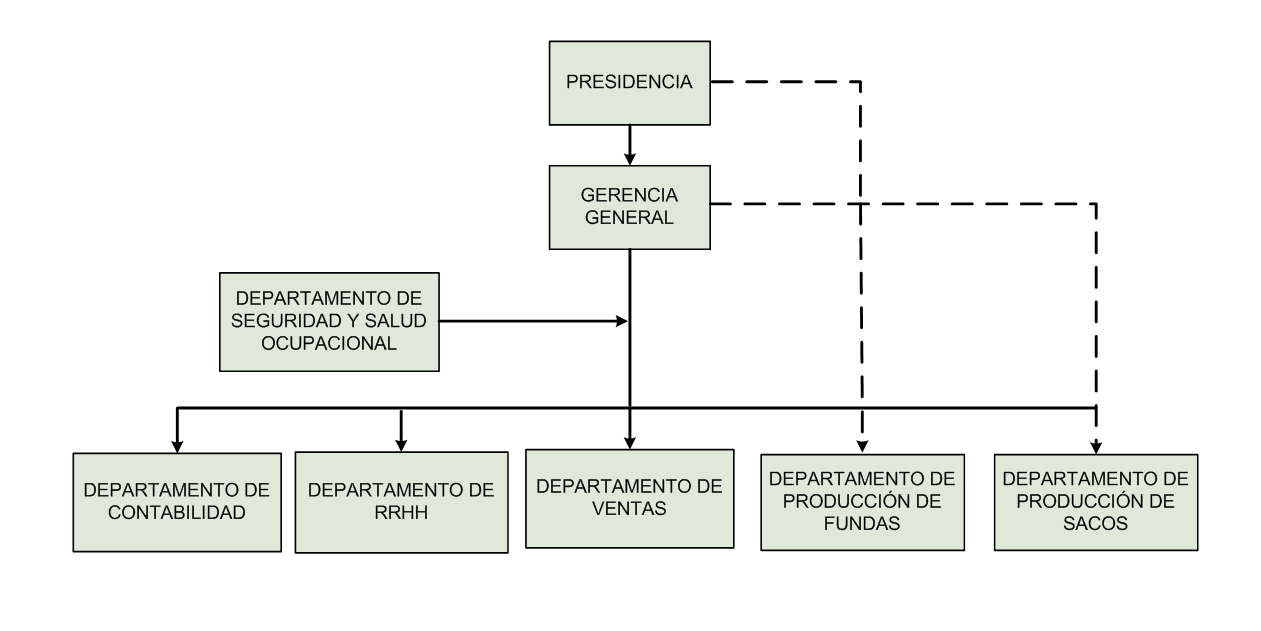 PRESIDENCIA
GERENCIA
GENERAL
DEPARTAMENTO DE
SEGURIDAD Y SALUD
OCUPACIONAL
DEPARTAMENTO DE
CONTABILIDAD
DEPARTAMENTO DE
RRHH
DEPARTAMENTO DE
VENTAS
DEPARTAMENTO DE
PRODUCCIÓN DE
FUNDAS
DEPARTAMENTO DE
PRODUCCIÓN DE
SACOS